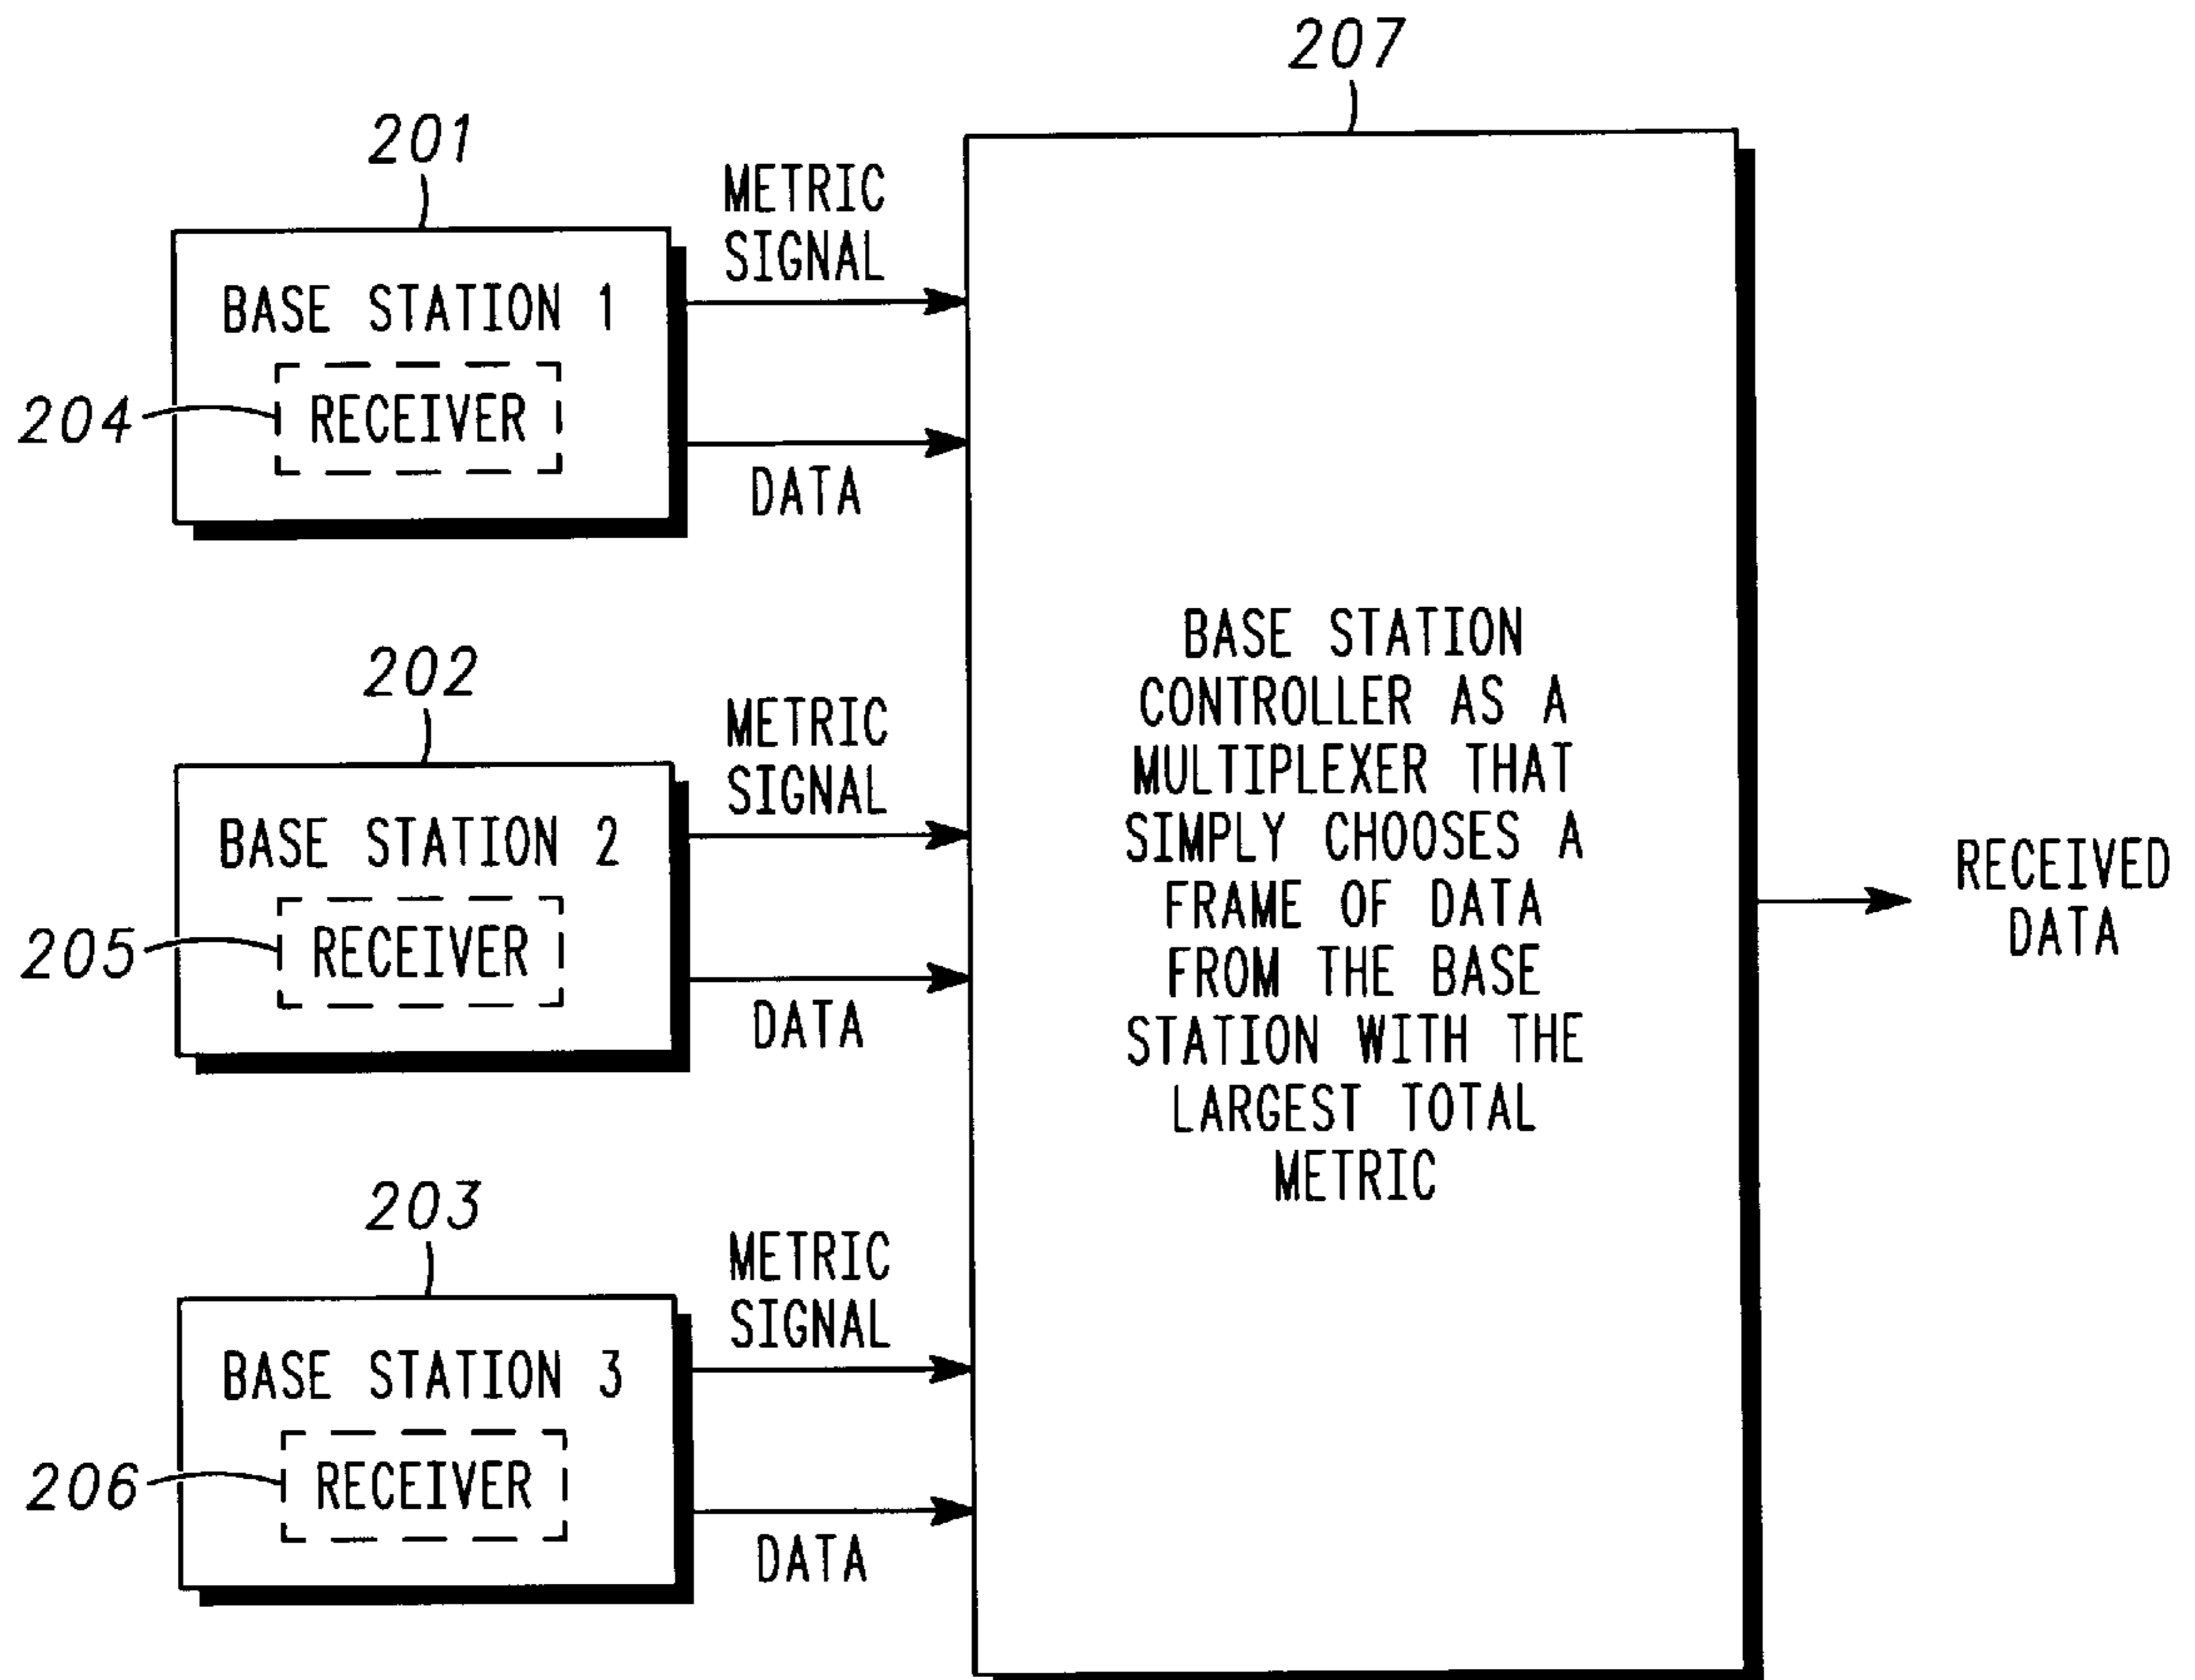 207
201
METRIC
SIGNAL
BASE STATION 1
204
RECEIVER
DATA
202
METRIC
SIGNAL
BASE STATION 2
205
RECEIVER
DATA
203
METRIC
SIGNAL
BASE STATION 3
206
RECEIVER
DATA
BASE STATION
CONTROLLER AS A
MULTIPLEXER THAT
SIMPLY CHOOSES A
FRAME OF DATA
FROM THE BASE
STATION WITH THE
LARGEST TOTAL
METRIC
RECEIVED
DATA